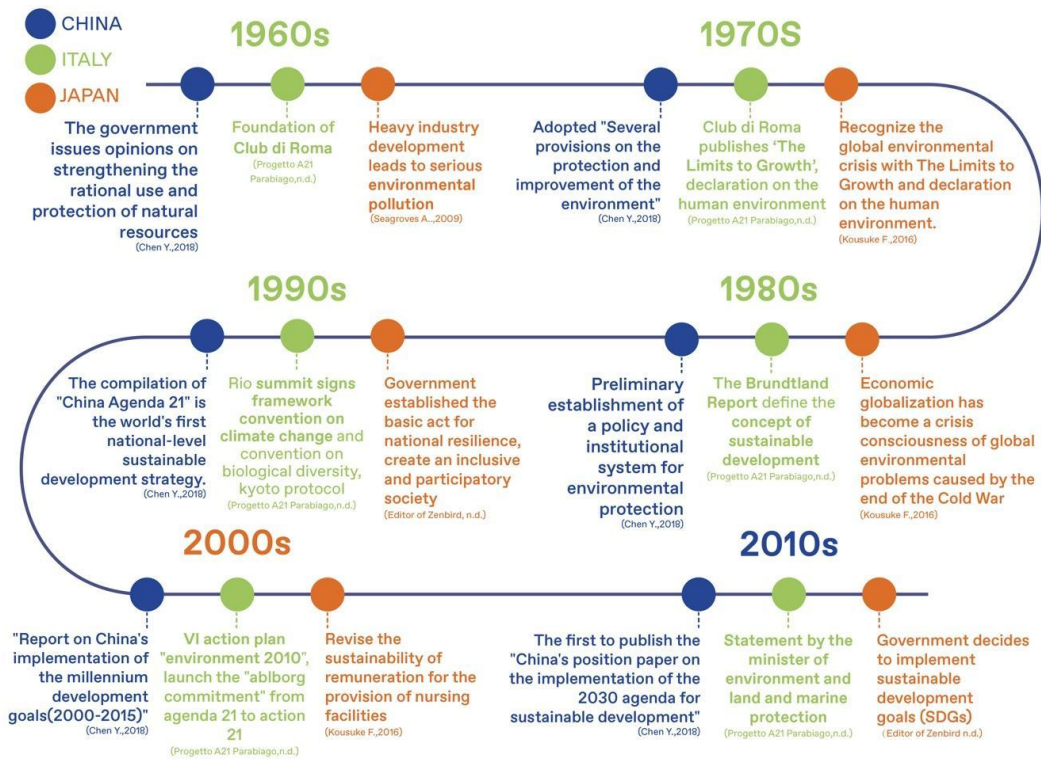 CHINA
ITALY
JAPAN
1960s
The government
issues opinions on
strengthening the
rational use and
protection of natural
resources
(Chen Y.,2018)
Foundation of
Club di Roma
(Progetto A21
Parabiago,n.d.)
Heavy industry
development
leads to serious
environmental
pollution
(Seagroves A..,2009)
1970S
Adopted "Several
provisions on the
protection and
improvement of the
environment"
(Chen Y.,2018)
Club di Roma
publishes ‘The
Limits to Growth’,
declaration on the
human environment
(Progetto A21 Parabiago,n.d.)
Recognize the
global environmental
crisis with The Limits to
Growth and declaration
on the human
environment.
(Kousuke F.,2016)
1990s
The compilation of
"China Agenda 21" is
the world's first
national-level
sustainable
development strategy.
(Chen Y.,2018)
Rio summit signs
framework
convention on
climate change and
convention on
biological diversity,
kyoto protocol
(Progetto A21 Parabiago,n.d.)
Government
established the
basic act for
national resilience,
create an inclusive
and participatory
society
(Editor of Zenbird, n.d.)
1980s
Preliminary
establishment of
a policy and
institutional
system for
environmental
protection
(Chen Y.,2018)
The Brundtland
Report define the
concept of
sustainable
development
(Progetto A21 Parabiago,n.d.)
Economic
globalization has
become a crisis
consciousness of global
environmental
problems caused by the
end of the Cold War
(Kousuke F.,2016)
2000s
"Report on China's
implementation of
the millennium
development
goals(2000-2015)"
(Chen Y.,2018)
VI action plan
"environment 2010",
launch the "ablborg
commitment" from
agenda 21 to action
21
(Progetto A21 Parabiago,n.d.)
Revise the
sustainability of
remuneration for the
provision of nursing
facilities
(Kousuke F.,2016)
2010s
The first to publish the
"China's position paper on
the implementation of the
2030 agenda for
sustainable development"
(Chen Y.,2018)
Statement by the
minister of
environment and
land and marine
protection
(Progetto A21 Parabiago,n.d.)
Government decides
to implement
sustainable
development
goals (SDGs)
(Editor of Zenbird n.d.)